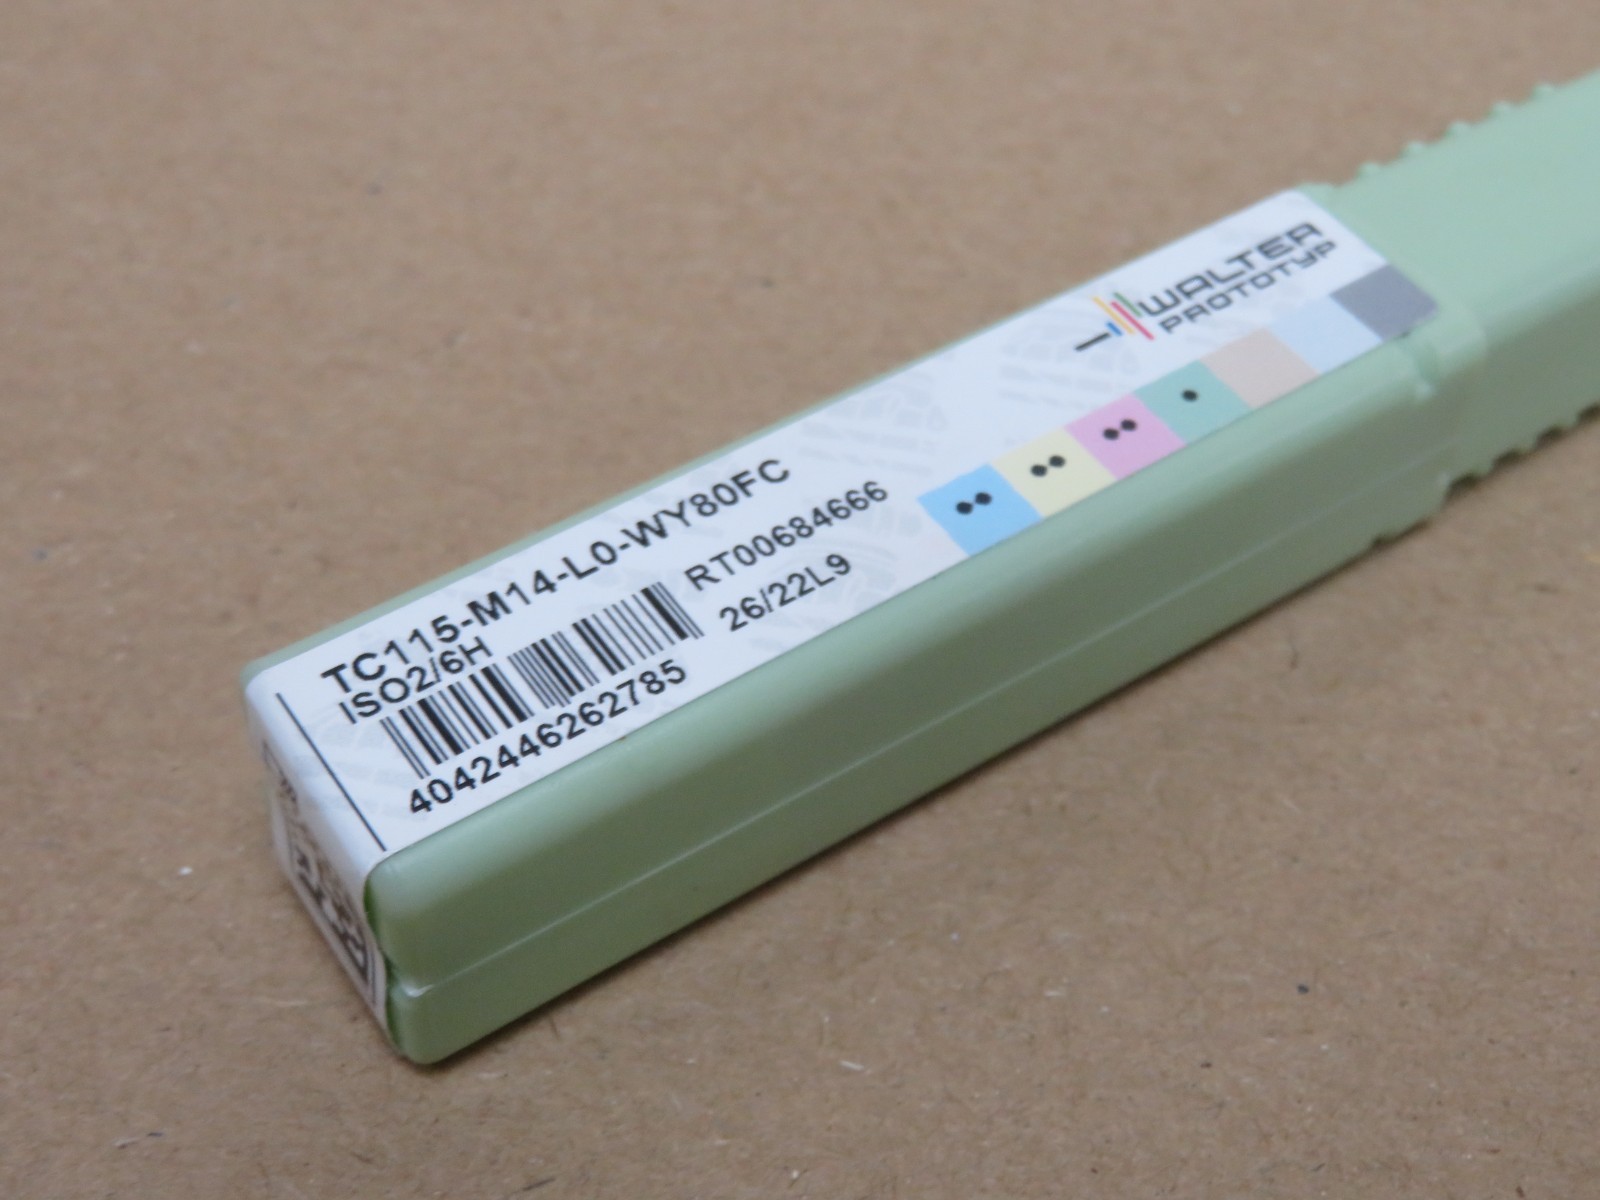 WALTER
PROTOTYP
TC115-M14-L0-WY80FC
ISO2/6H
RT00684666
26/22L9
4042446262785